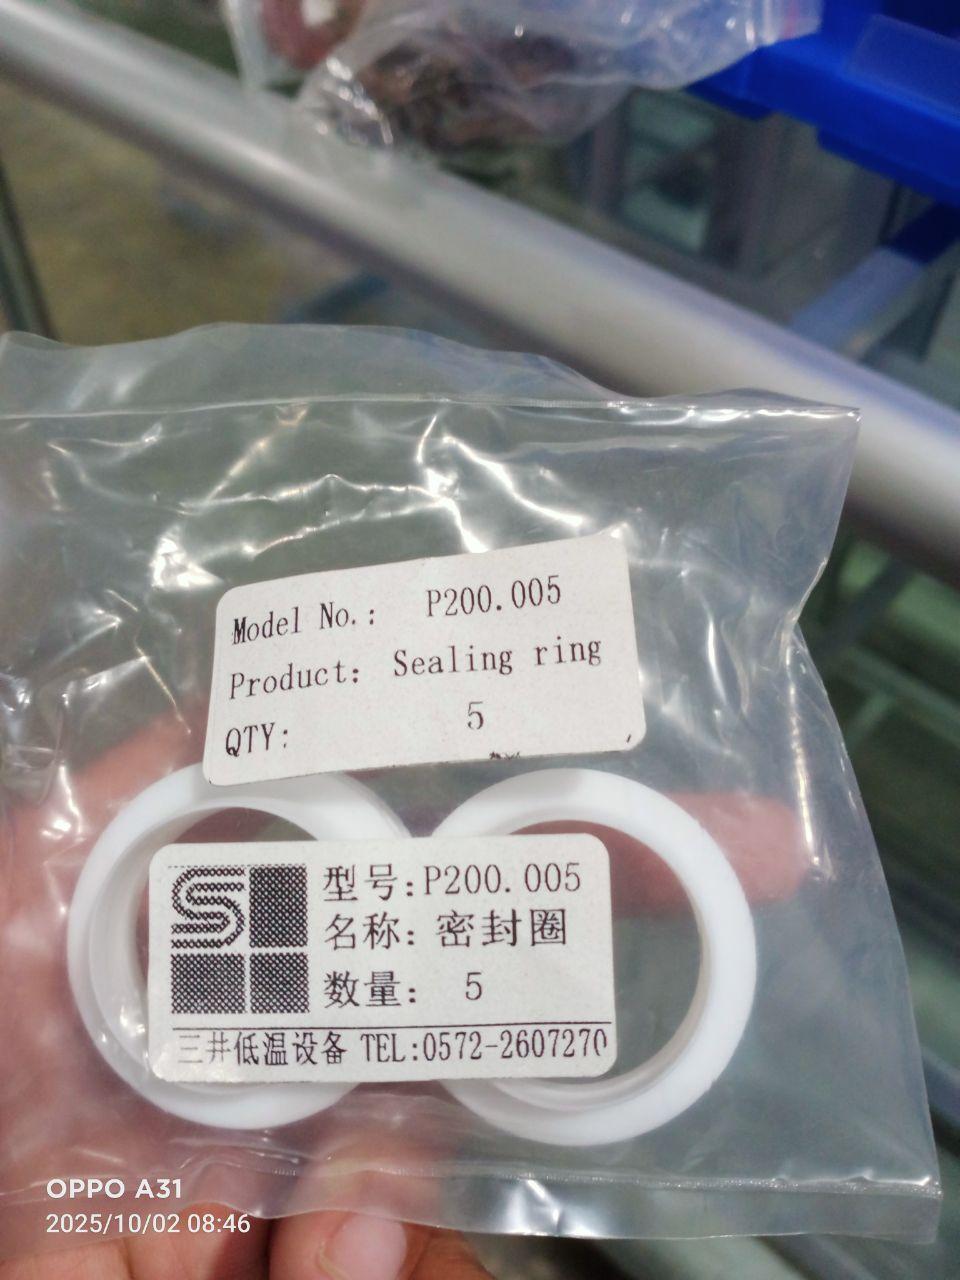 Model No.: P200.005
Product: Sealing ring
QTY: 5
S
型号:P200.005
名称: 密封圈
数量: 5
三井低温设备 TEL:0572-2607270
OPPO A31
2025/10/02 08:46